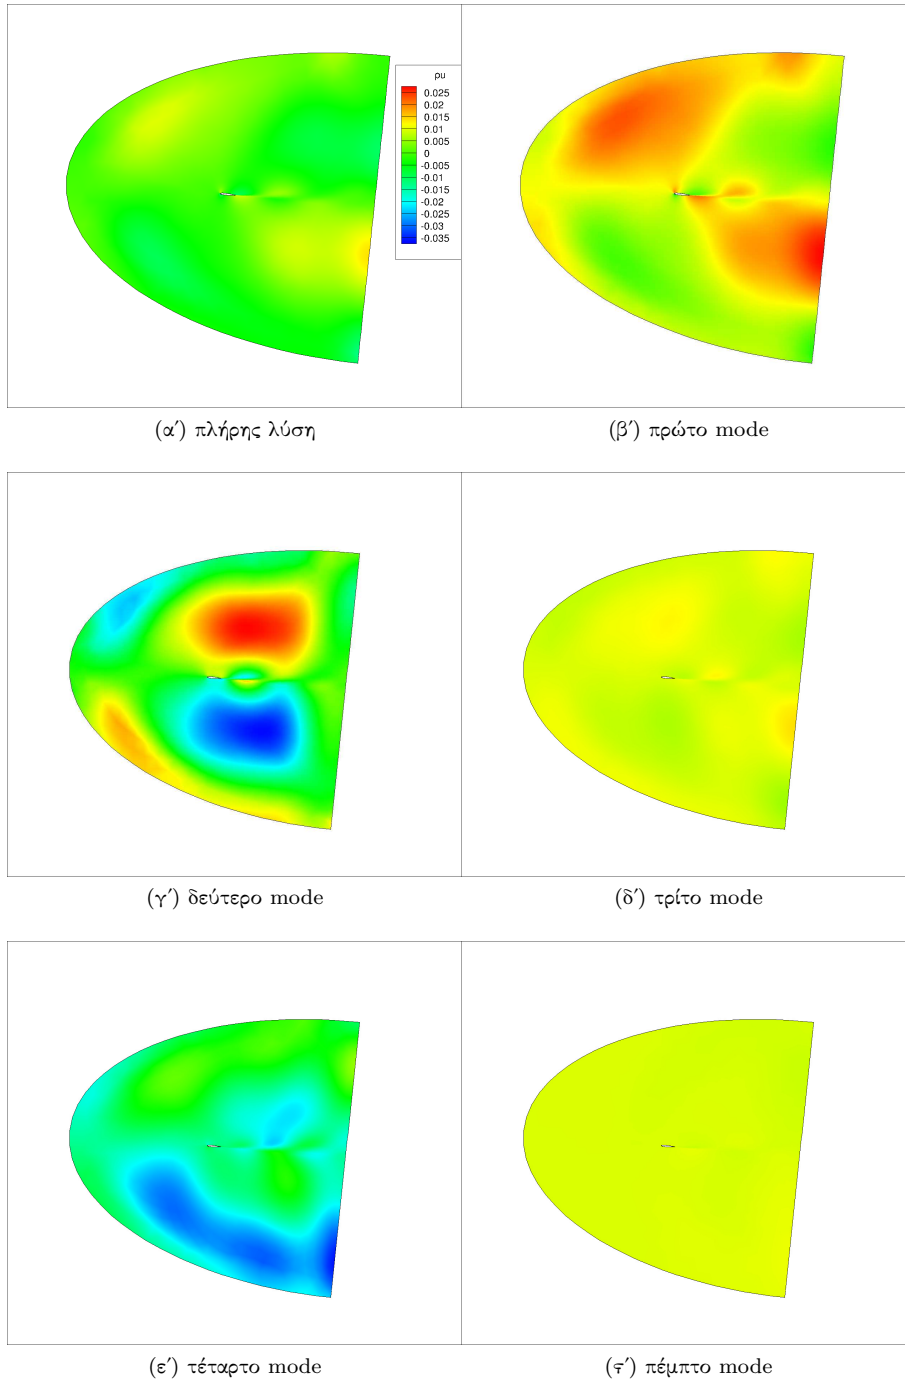 ρu
0.025
0.02
0.015
0.01
0.005
0
-0.005
-0.01
-0.015
-0.02
-0.025
-0.03
-0.035
(α′) πλήρης λύση
(β′) πρώτο mode
(γ′) δεύτερο mode
(δ′) τρίτο mode
(ε′) τέταρτο mode
(ϛ′) πέμπτο mode